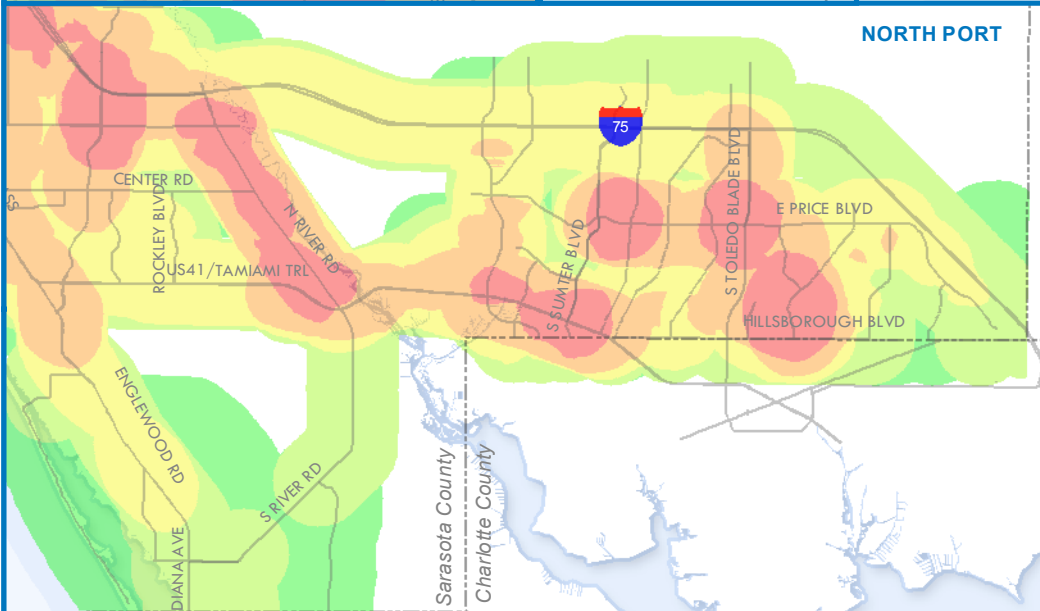 NORTH PORT
75
CENTER RD
ROCKLEY BLVD
SS
N RIVER RD
US41/TAMIAMI TRL
S SUMTER BLVD
S TOLEDO BLADE BLVD
E PRICE BLVD
HILLSBOROUGH BLVD
ENGLEWOOD RD
S RIVER RD
DIANA AVE
Sarasota County
Charlotte County